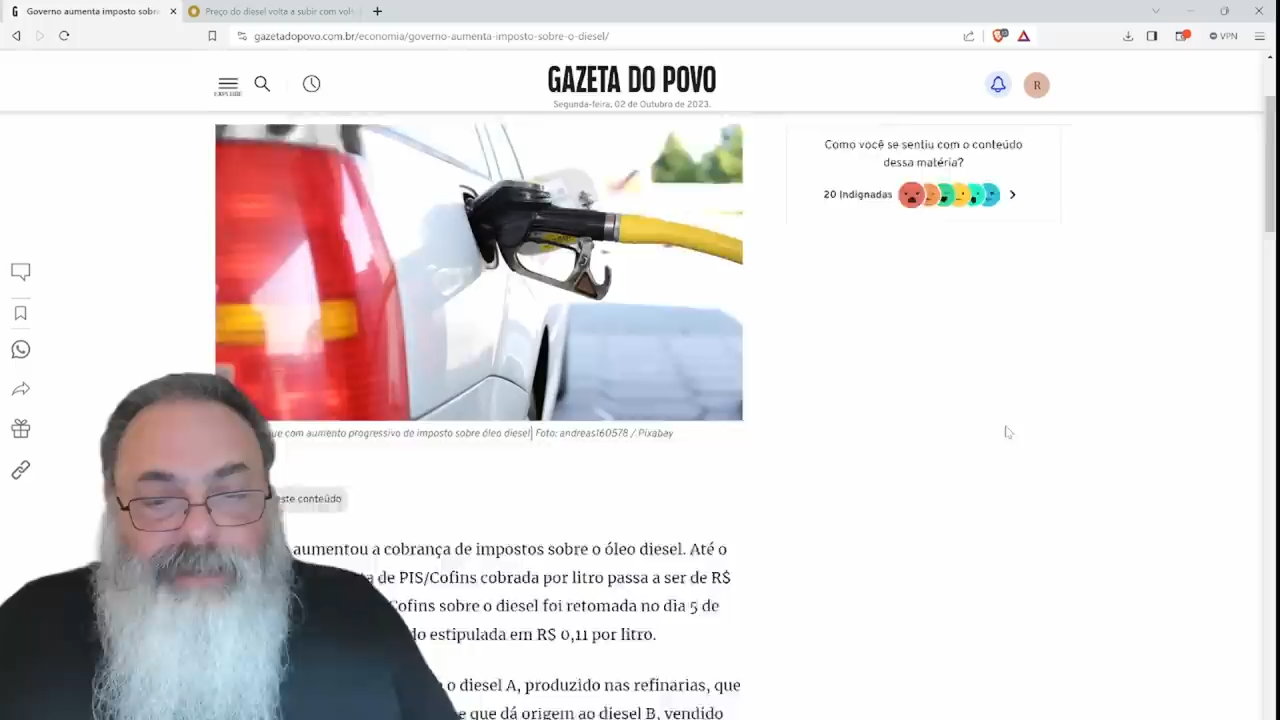 Governo aumenta imposto sobre
Preço do diesel volta a subir com volt
gazetadopovo.com.br/economia/governo-aumenta-imposto-sobre-o-diesel/
VPN
EXPLORE
GAZETA DO POVO
Segunda-feira, 02 de Outubro de 2023.
R
Como você se sentiu com o conteúdo
dessa matéria?
20 Indignadas
ue com aumento progressivo de imposto sobre óleo diesel| Foto: andreas160578 / Pixabay
este conteúdo
aumentou a cobrança de impostos sobre o óleo diesel. Até o
ta de PIS/Cofins cobrada por litro passa a ser de R$
Cofins sobre o diesel foi retomada no dia 5 de
do estipulada em R$ 0,11 por litro.
o diesel A, produzido nas refinarias, que
e que dá origem ao diesel B, vendido